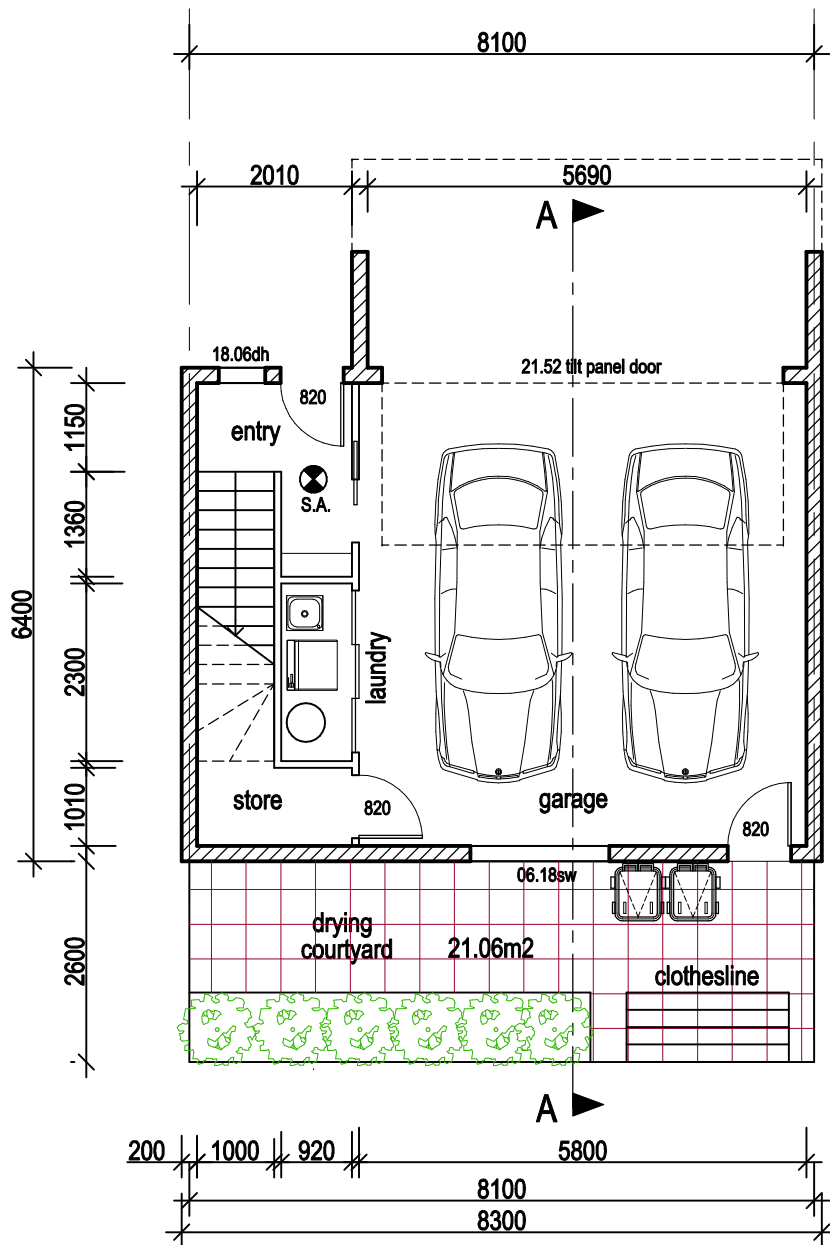 8100
2010
5690
A
18.06dh
21.52 tilt panel door
820
entry
S.A.
1150
1360
6400
2300
1010
laundry
store
820
garage
820
06.18sw
drying
courtyard
21.06m2
clothesline
2600
A
200
1000
920
5800
8100
8300